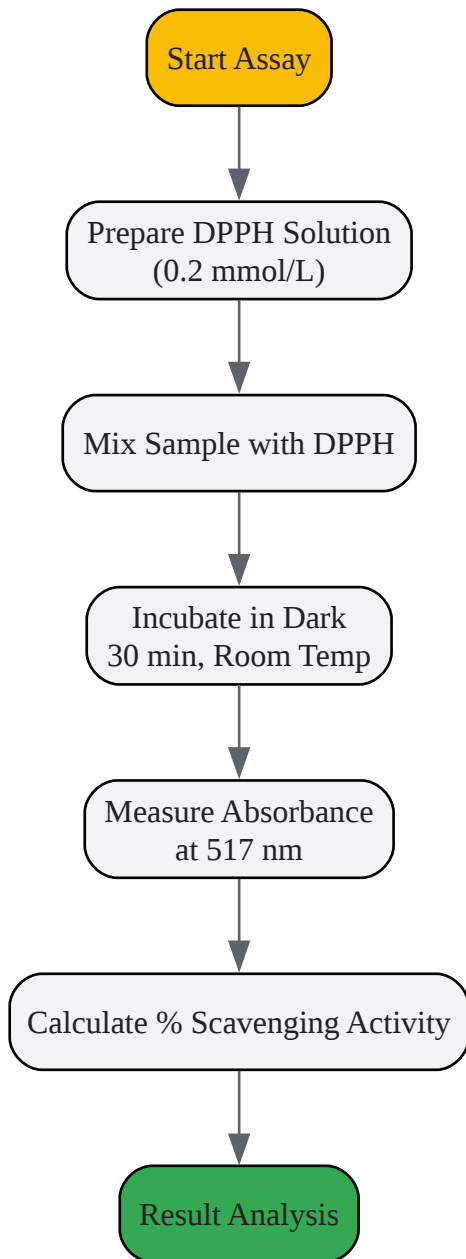 Start Assay
Prepare DPPH Solution
(0.2 mmol/L)
Mix Sample with DPPH
Incubate in Dark
30 min, Room Temp
Measure Absorbance
at 517 nm
Calculate % Scavenging Activity
Result Analysis